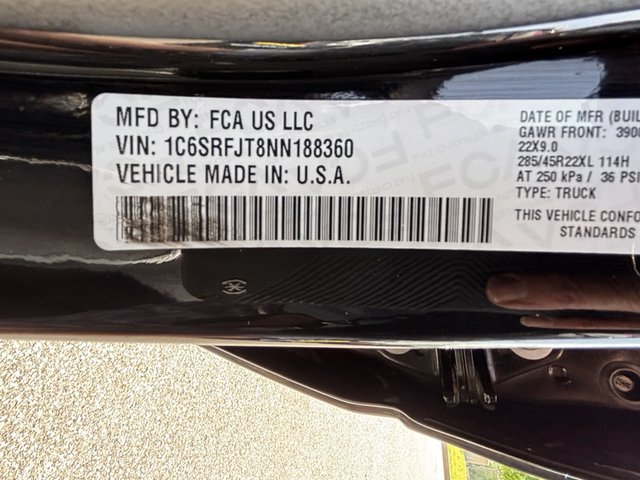 MFD BY: FCA US LLC
VIN: 1C6SRFJT8NN188360
VEHICLE MADE IN: U.S.A.
DATE OF MFR (BUIL
GAWR FRONT: 390
22X9.0
285/45R22XL 114H
AT 250 kPa / 36 PSI
TYPE: TRUCK
THIS VEHICLE CONFO
STANDARDS